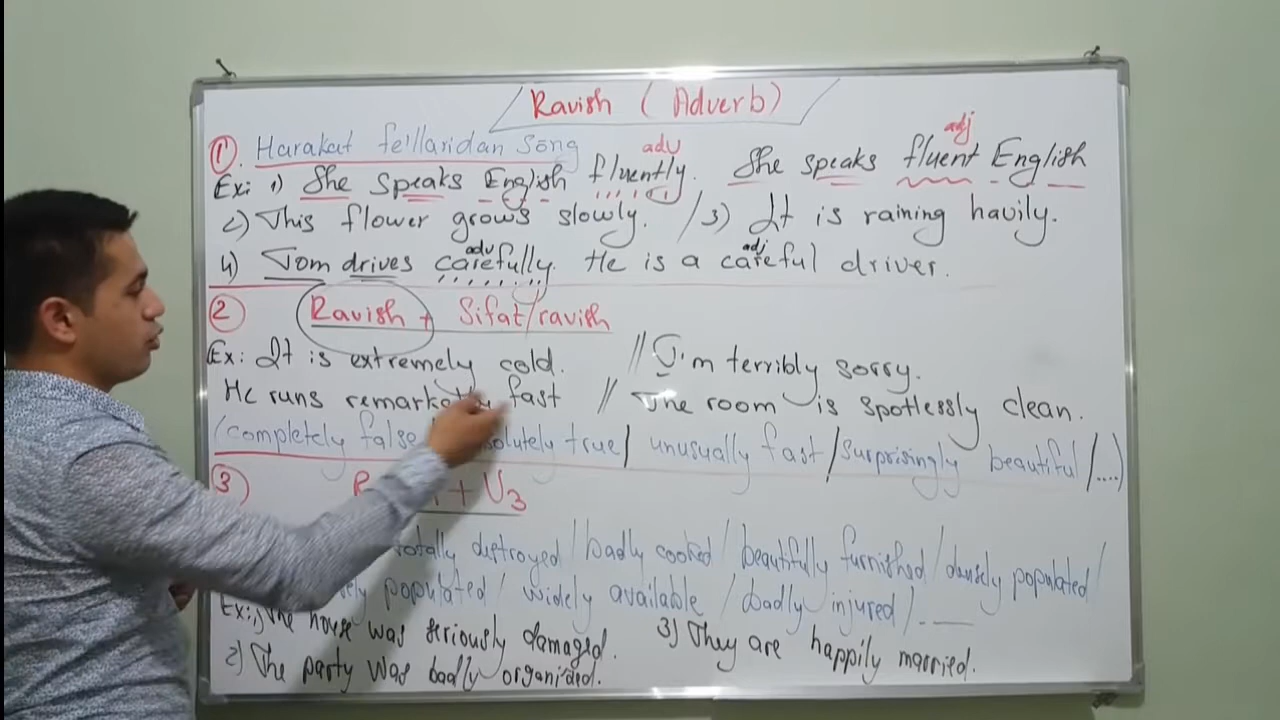 Ravish (Adverb)
1. Harakat fe'llaridan so'ng
Ex: 1) She speaks English fluently. adv She speaks fluent English adj
2) This flower grows slowly. / 3) It is raining havily.
4) Tom drives carefully. adv He is a careful driver. adj
2 Ravish + Sifat/ravish
Ex: It is extremely cold. // I'm terribly sorry.
He runs fast // The room is spotlessly clean.
(completely false true / unusually fast / surprisingly beautiful /....)
3 + V3
totally destroyed / badly cooked / beautifully furnished / densely populated /
populated / widely available / badly injured /
Ex: 1) The house was seriously damaged. 3) They are happily married.
2) The party was badly organized.